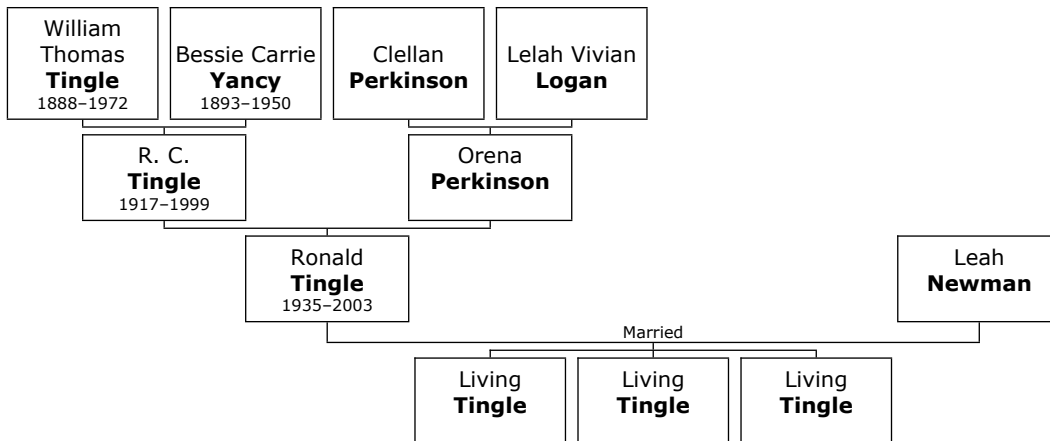 William
Thomas
Tingle
1888–1972
Bessie Carrie
Yancy
1893–1950
Clellan
Perkinson
Lelah Vivian
Logan
R. C.
Tingle
1917–1999
Orena
Perkinson
Ronald
Tingle
1935–2003
Leah
Newman
Married
Living
Tingle
Living
Tingle
Living
Tingle